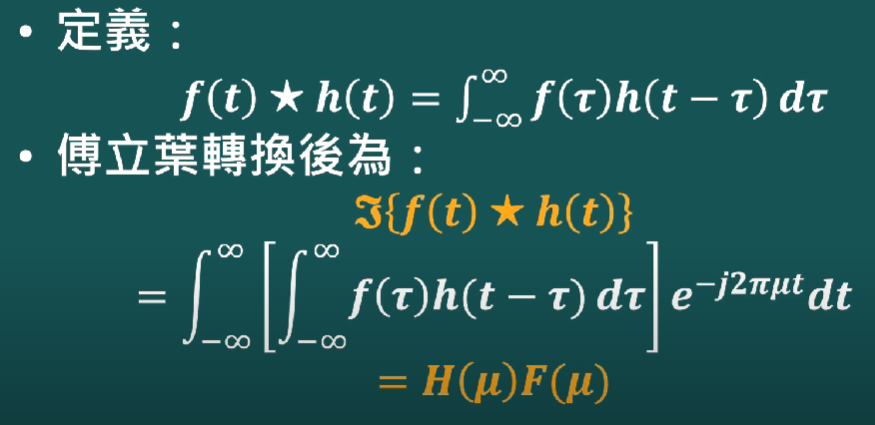 • 定義：
f(t) ★ h(t) = ∫_{-∞}^{∞} f(τ)h(t − τ) dτ
• 傅立葉轉換後為：
ℑ{f(t) ★ h(t)}
= ∫_{-∞}^{∞} [∫_{-∞}^{∞} f(τ)h(t − τ) dτ] e^{-j2πμt} dt
= H(μ)F(μ)